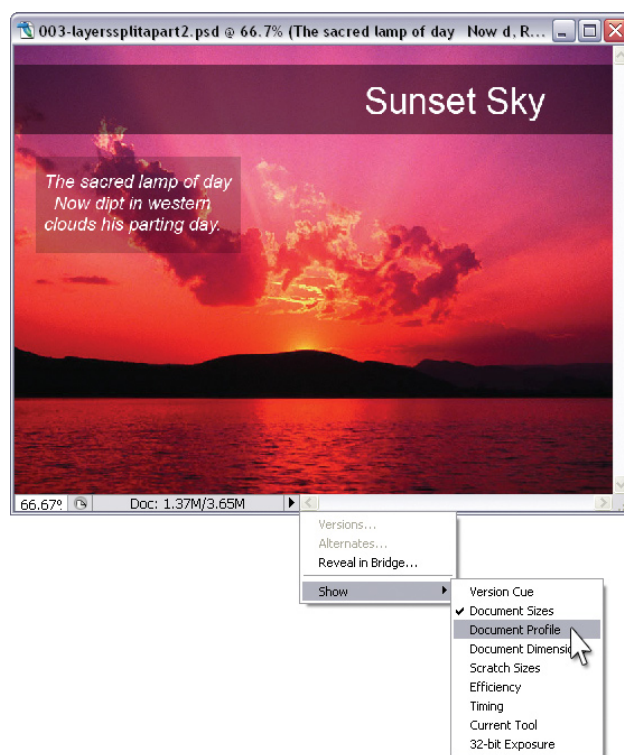 003-layerssplitapart2.psd @ 66.7% (The sacred lamp of day Now d, R...
Sunset Sky
The sacred lamp of day
Now dipt in western
clouds his parting day.
66.67%
Doc: 1.37M/3.65M
Versions...
Alternates...
Reveal in Bridge...
Show
Version Cue
Document Sizes
Document Profile
Document Dimensio
Scratch Sizes
Efficiency
Timing
Current Tool
32-bit Exposure